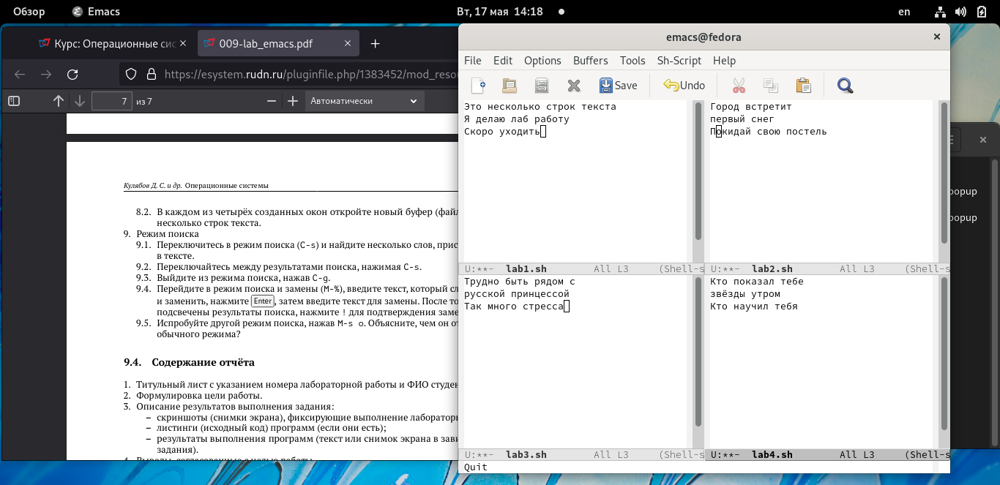 Обзор Emacs Вт, 17 мая 14:18 en
Курс: Операционные сис
009-lab_emacs.pdf
https://esystem.rudn.ru/pluginfile.php/1383452/mod_reso
7 из 7 Автоматически
Кулябов Д. С. и др. Операционные системы
8.2. В каждом из четырёх созданных окон откройте новый буфер (фай
несколько строк текста.
9. Режим поиска
9.1. Переключитесь в режим поиска (C-s) и найдите несколько слов, прис
в тексте.
9.2. Переключайтесь между результатами поиска, нажимая C-s.
9.3. Выйдите из режима поиска, нажав C-g.
9.4. Перейдите в режим поиска и замены (M-%), введите текст, который сл
и заменить, нажмите Enter, затем введите текст для замены. После то
подсвечены результаты поиска, нажмите ! для подтверждения заме
9.5. Испробуйте другой режим поиска, нажав M-s o. Объясните, чем он от
обычного режима?
9.4. Содержание отчёта
1. Титульный лист с указанием номера лабораторной работы и ФИО студен
2. Формулировка цели работы.
3. Описание результатов выполнения задания:
– скриншоты (снимки экрана), фиксирующие выполнение лаборатор
– листинги (исходный код) программ (если они есть);
– результаты выполнения программ (текст или снимок экрана в зави
задания).
4. Выводы, согласованные с целью работы.
emacs@fedora
File Edit Options Buffers Tools Sh-Script Help
Save Undo
Это несколько строк текста
Я делаю лаб работу
Скоро уходить
U:**- lab1.sh All L3 (Shell-s
Город встретит
первый снег
Покидай свою постель
U:**- lab2.sh All L3 (Shell-s
Трудно быть рядом с
русской принцессой
Так много стресса
U:**- lab3.sh All L3 (Shell-s
Кто показал тебе
звёзды утром
Кто научил тебя
U:**- lab4.sh All L3 (Shell-s
Quit
popup
popup